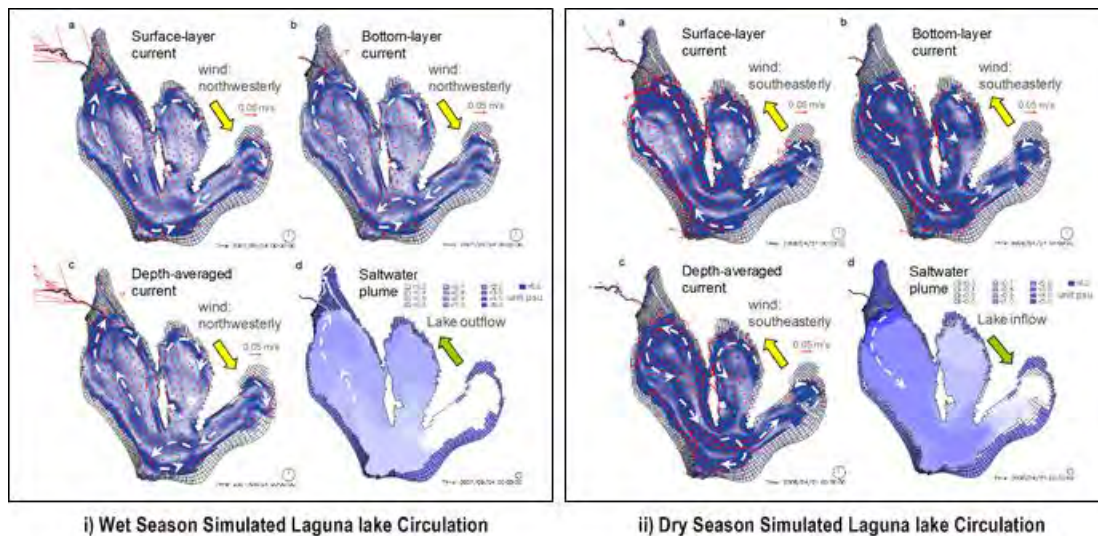 a
Surface-layer
current
wind:
northwesterly
0.05 m/s
b
Bottom-layer
current
wind:
northwesterly
0.05 m/s
c
Depth-averaged
current
wind:
northwesterly
0.05 m/s
d
Saltwater
plume
unit psu
Lake outflow
a
Surface-layer
current
wind:
southeasterly
0.05 m/s
b
Bottom-layer
current
wind:
southeasterly
0.05 m/s
c
Depth-averaged
current
wind:
southeasterly
0.05 m/s
d
Saltwater
plume
unit psu
Lake inflow
i) Wet Season Simulated Laguna lake Circulation
ii) Dry Season Simulated Laguna lake Circulation